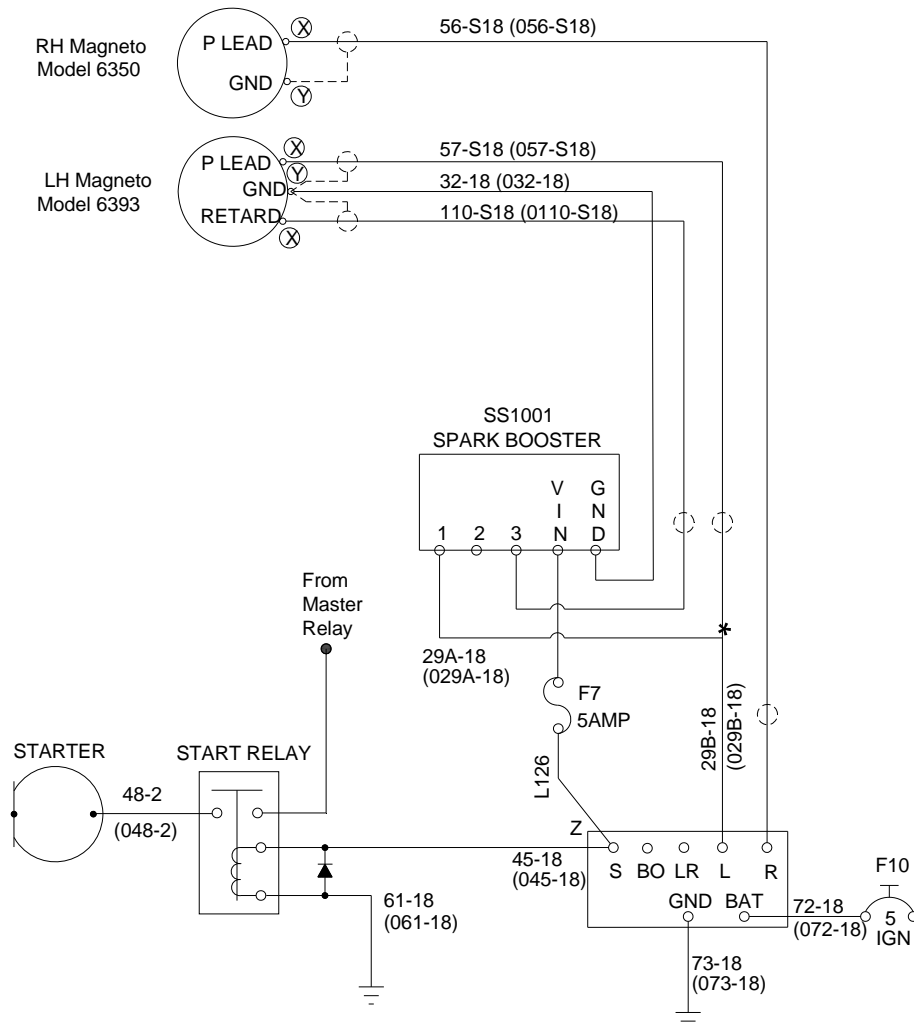 56-S18 (056-S18)
RH Magneto
Model 6350
P LEAD
X
GND
Y
57-S18 (057-S18)
32-18 (032-18)
110-S18 (0110-S18)
LH Magneto
Model 6393
P LEAD
X
Y
GND
RETARD
X
SS1001
SPARK BOOSTER
1
2
3
VIN
GND
From
Master
Relay
*
29A-18
(029A-18)
F7
5AMP
29B-18
(029B-18)
L126
STARTER
START RELAY
48-2
(048-2)
Z
S
BO
LR
L
R
GND
BAT
45-18
(045-18)
61-18
(061-18)
72-18
(072-18)
F10
5
IGN
73-18
(073-18)